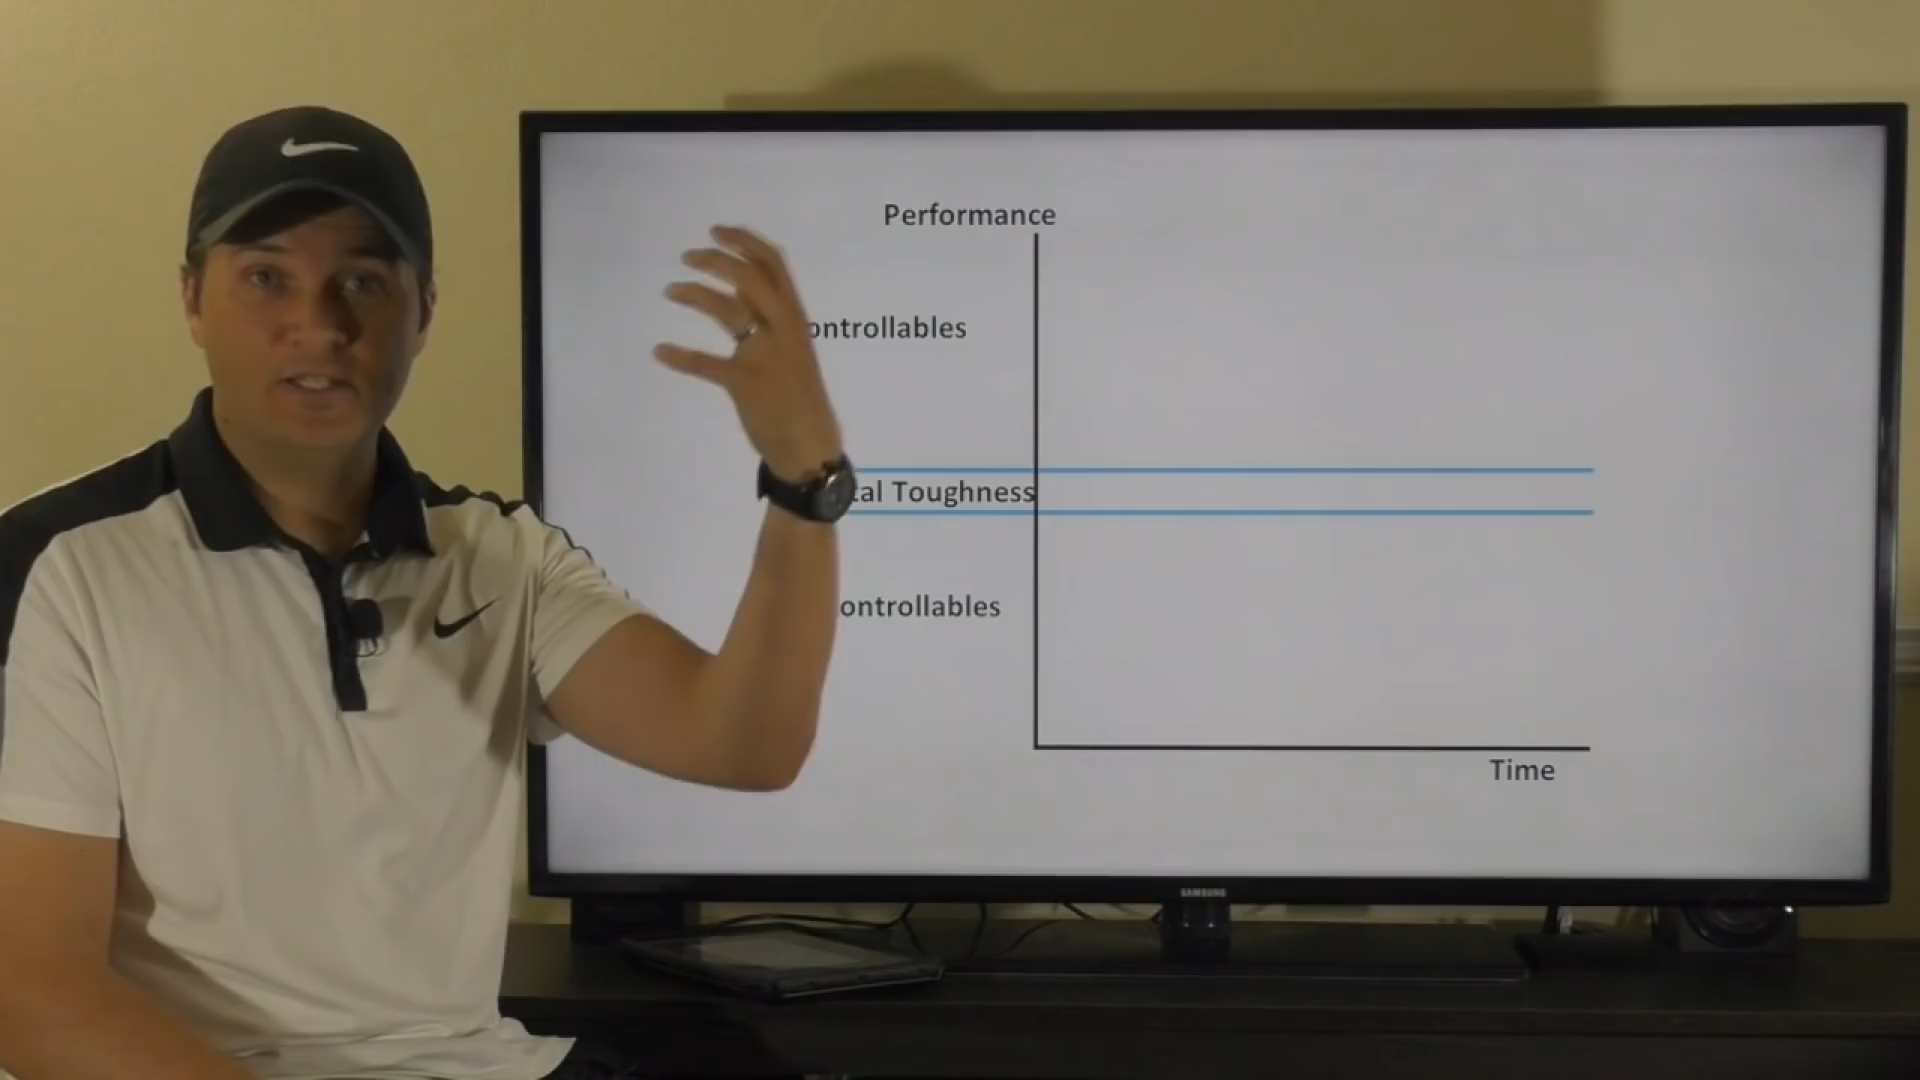 Performance
ontrollables
tal Toughness
ontrollables
Time
SAMSUNG